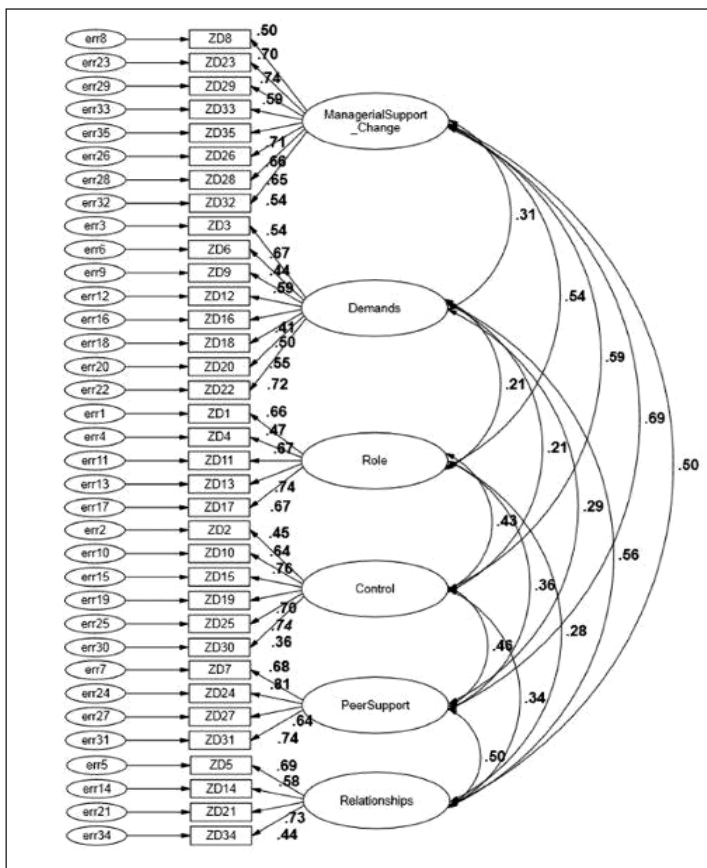 err8 ZD8 .50
err23 ZD23 .70
err29 ZD29 .74
err33 ZD33 .59
err35 ZD35
err26 ZD26 .71
err28 ZD28 .66
.65
err32 ZD32 .54
ManagerialSupport
_Change
err3 ZD3 .54
err6 ZD6 .67
err9 ZD9 .44
err12 ZD12 .59
err16 ZD16
err18 ZD18 .41
.50
err20 ZD20 .55
err22 ZD22 .72
Demands
err1 ZD1 .66
err4 ZD4 .47
err11 ZD11 .67
err13 ZD13 .74
err17 ZD17 .67
Role
err2 ZD2 .45
err10 ZD10 .64
err15 ZD15 .76
err19 ZD19
err25 ZD25 .70
.74
err30 ZD30 .36
Control
err7 ZD7 .68
err24 ZD24 .81
err27 ZD27 .64
err31 ZD31 .74
PeerSupport
err5 ZD5 .69
err14 ZD14 .58
err21 ZD21 .73
err34 ZD34 .44
Relationships
.31
.54
.59
.69
.50
.21
.21
.29
.56
.43
.36
.28
.46
.34
.50